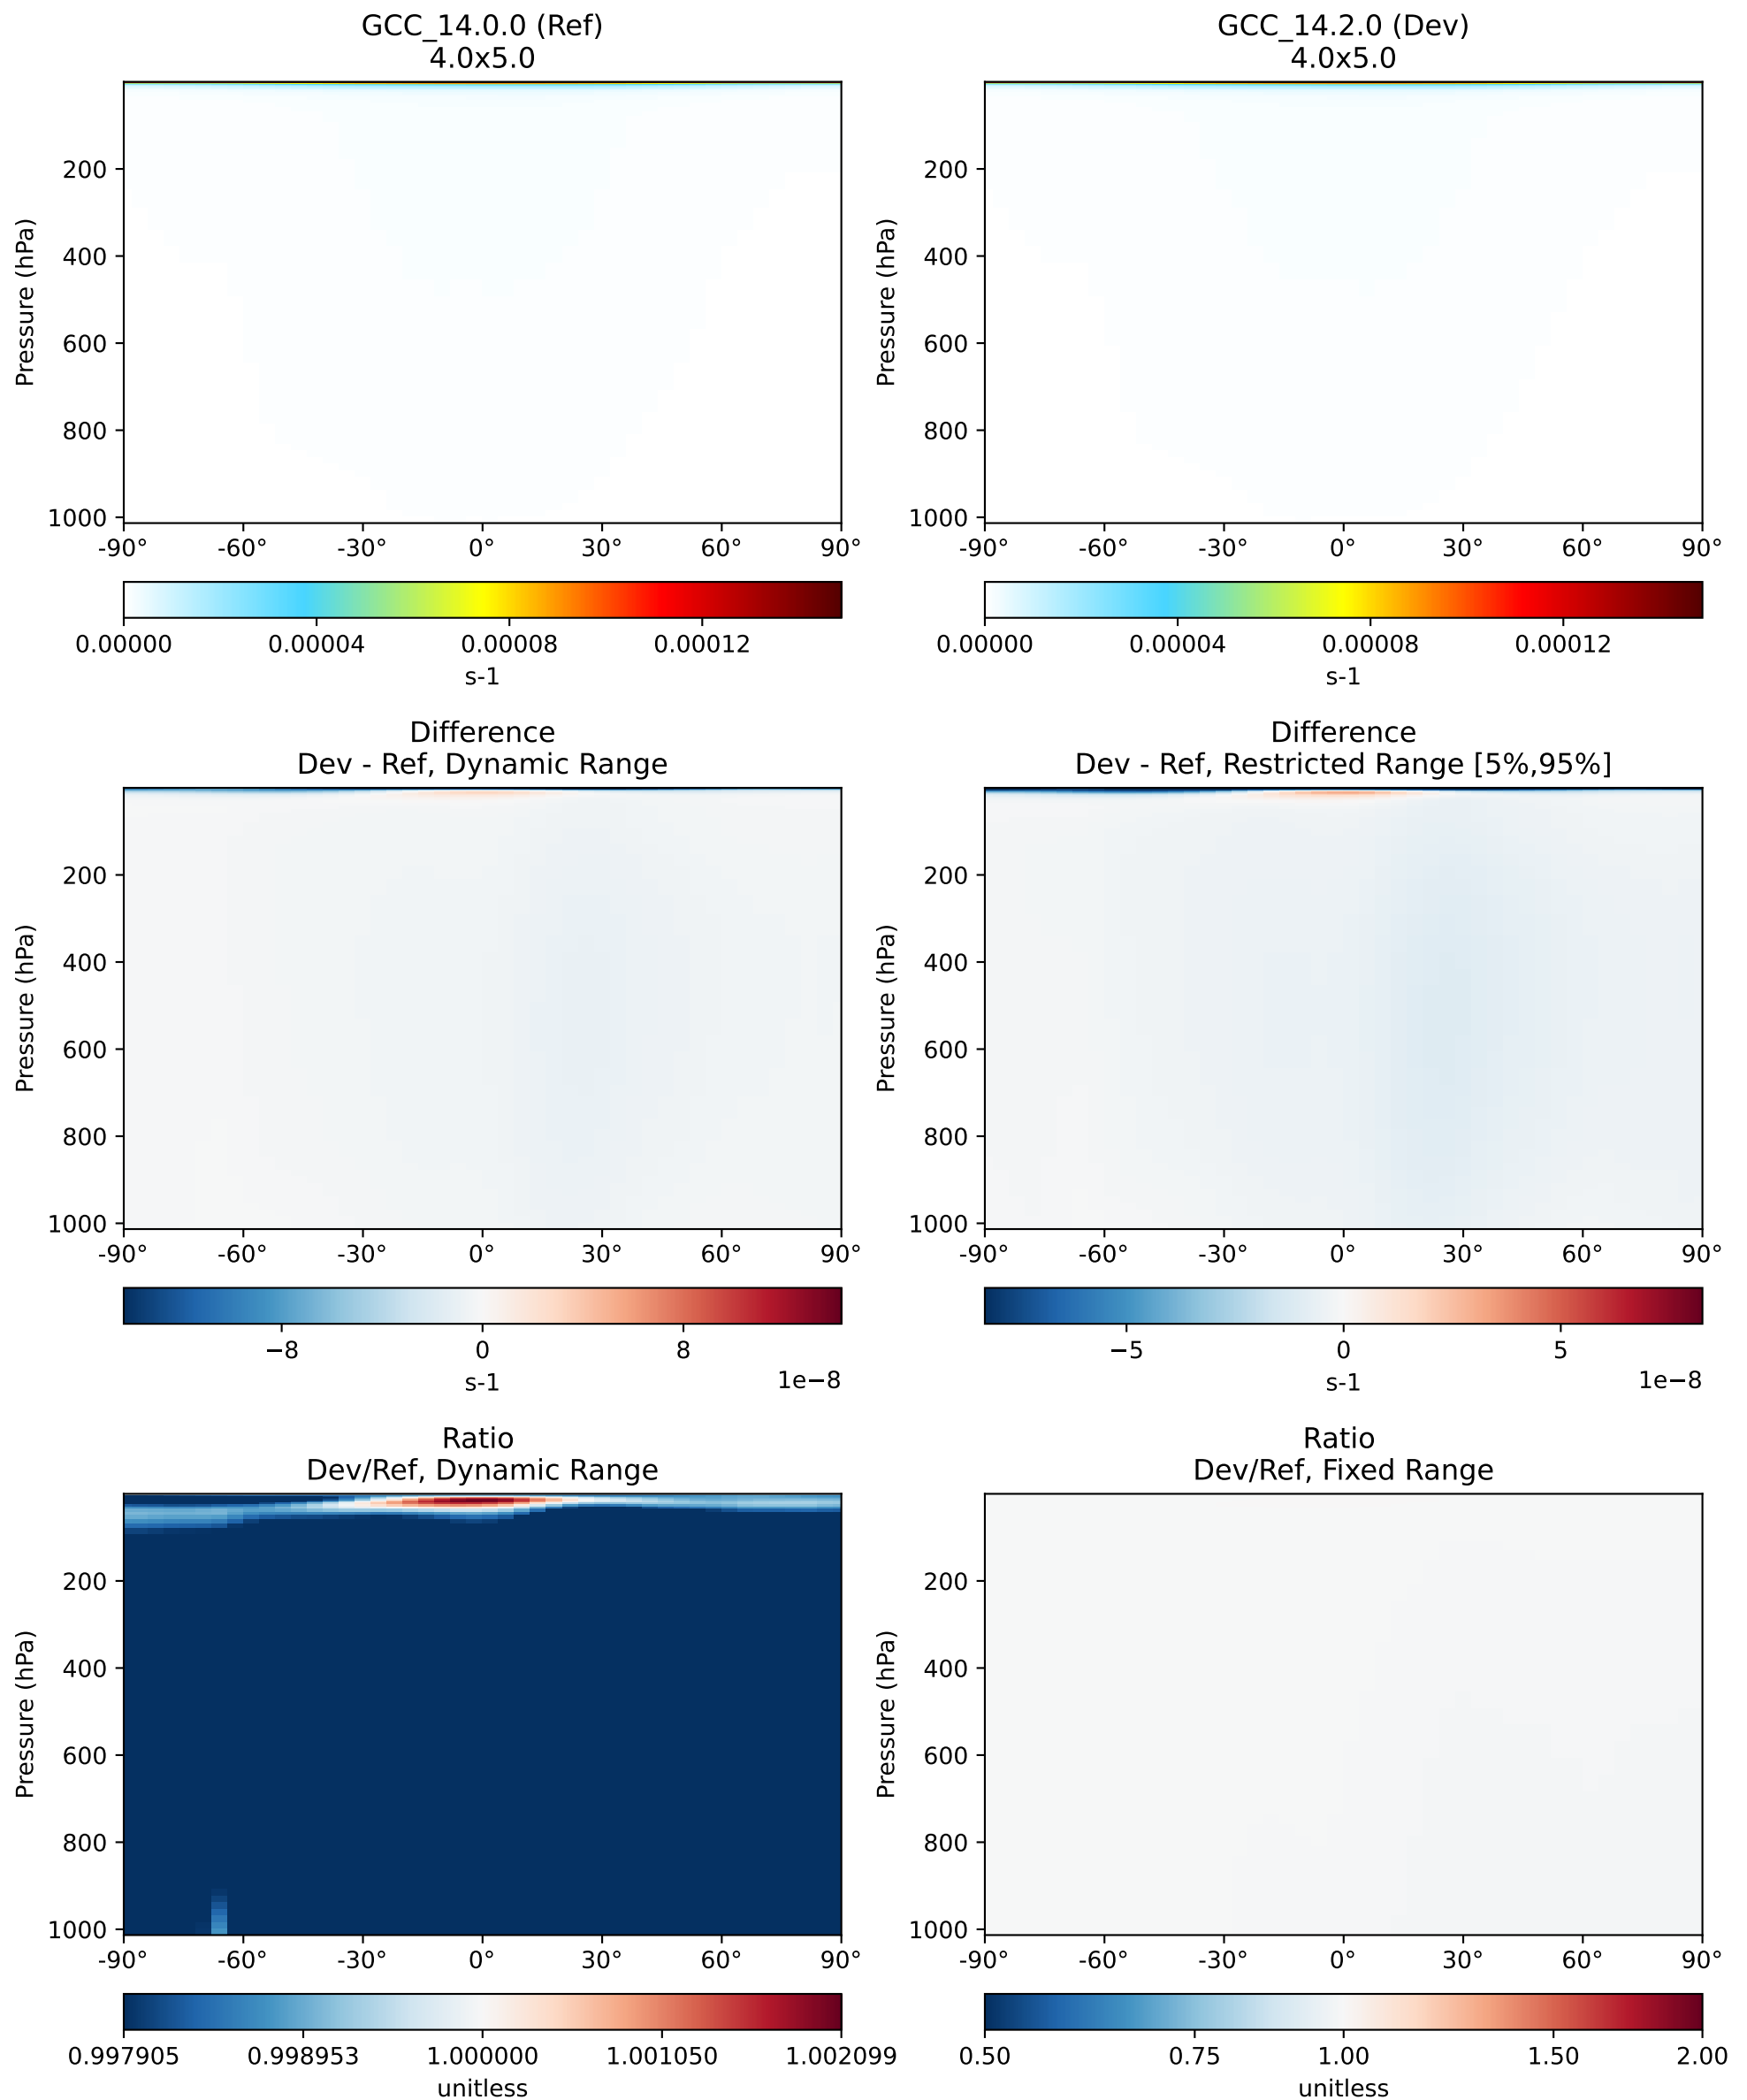 GCC_14.0.0 (Ref)
4.0x5.0
GCC_14.2.0 (Dev)
4.0x5.0
Pressure (hPa)
200
400
600
800
1000
-90° -60° -30° 0° 30° 60° 90°
0.00000 0.00004 0.00008 0.00012
s-1
Pressure (hPa)
200
400
600
800
1000
-90° -60° -30° 0° 30° 60° 90°
0.00000 0.00004 0.00008 0.00012
s-1
Difference
Dev - Ref, Dynamic Range
Pressure (hPa)
200
400
600
800
1000
-90° -60° -30° 0° 30° 60° 90°
−8 0 8
s-1
1e−8
Difference
Dev - Ref, Restricted Range [5%,95%]
Pressure (hPa)
200
400
600
800
1000
-90° -60° -30° 0° 30° 60° 90°
−5 0 5
s-1
1e−8
Ratio
Dev/Ref, Dynamic Range
Pressure (hPa)
200
400
600
800
1000
-90° -60° -30° 0° 30° 60° 90°
0.997905 0.998953 1.000000 1.001050 1.002099
unitless
Ratio
Dev/Ref, Fixed Range
Pressure (hPa)
200
400
600
800
1000
-90° -60° -30° 0° 30° 60° 90°
0.50 0.75 1.00 1.50 2.00
unitless